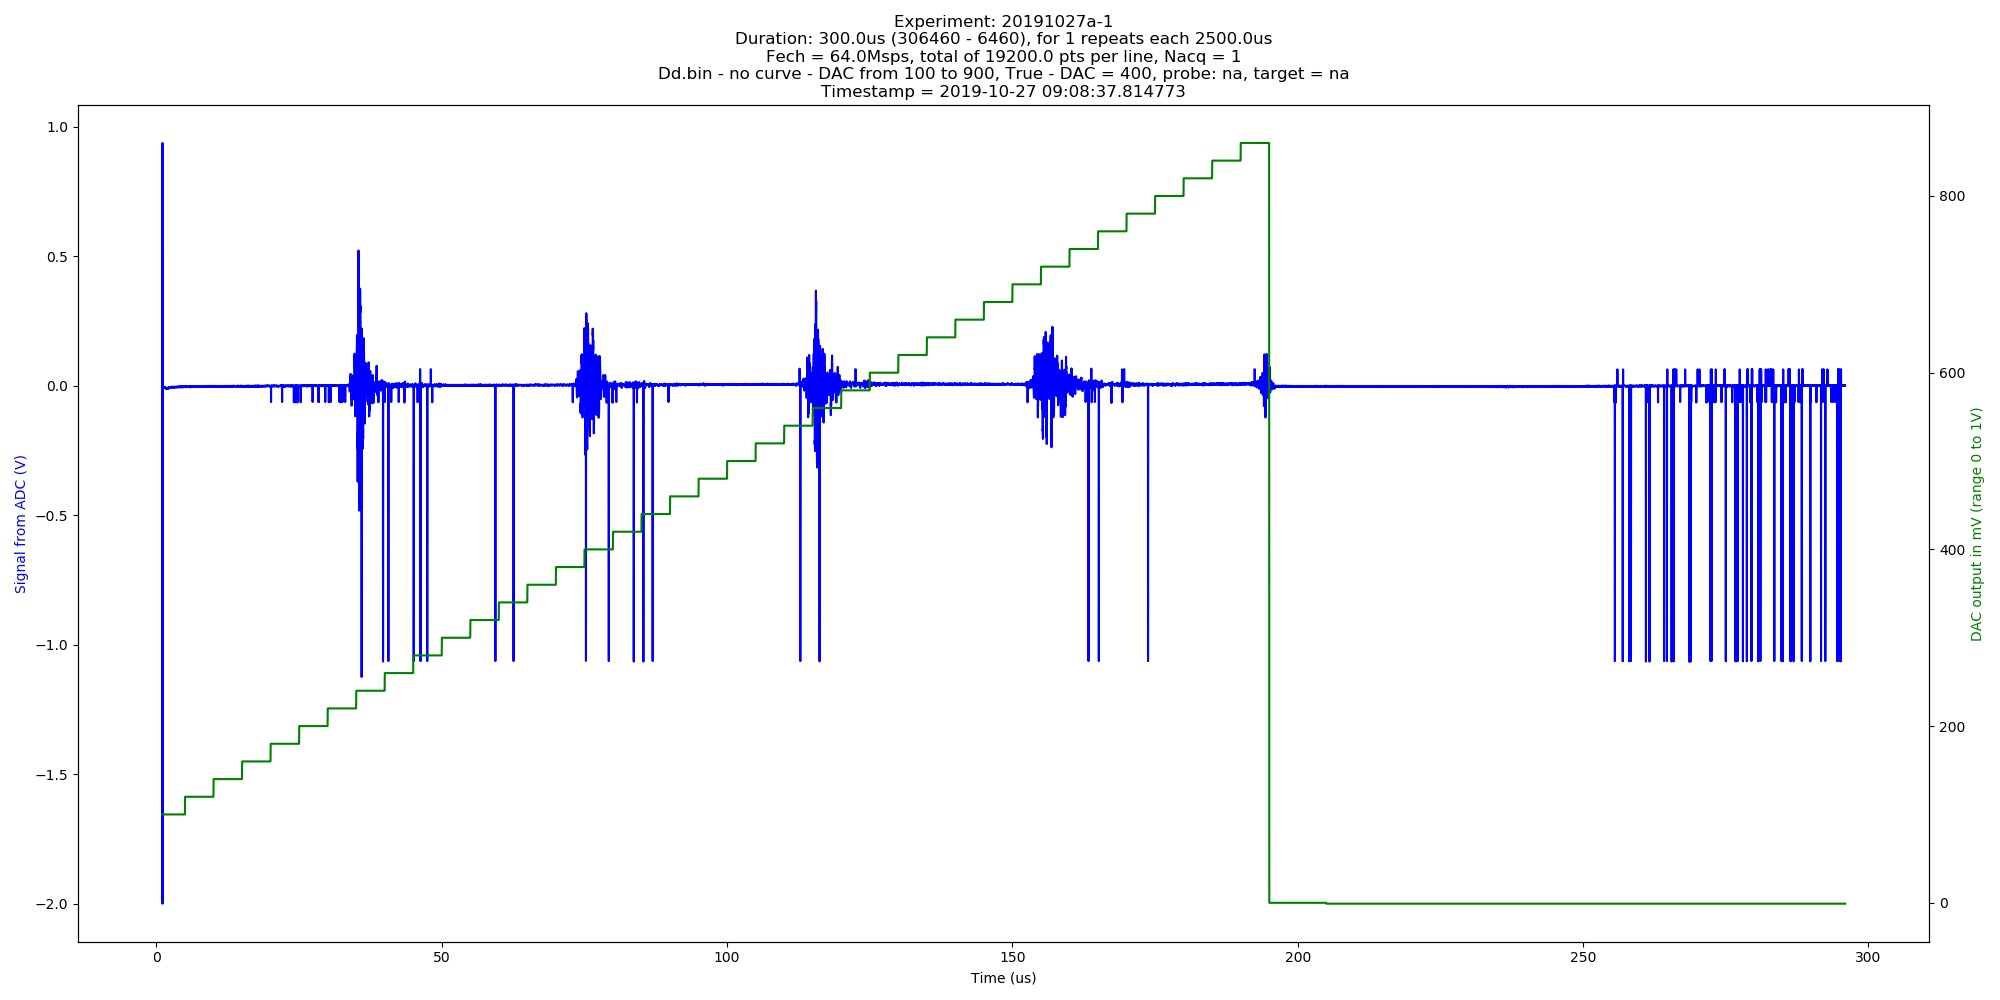 Experiment: 20191027a-1
Duration: 300.0us (306460 - 6460), for 1 repeats each 2500.0us
Fech = 64.0Msps, total of 19200.0 pts per line, Nacq = 1
Dd.bin - no curve - DAC from 100 to 900, True - DAC = 400, probe: na, target = na
Timestamp = 2019-10-27 09:08:37.814773
1.0
0.5
0.0
−0.5
−1.0
−1.5
−2.0
Signal from ADC (V)
0
50
100
150
200
250
300
Time (us)
800
600
400
200
0
DAC output in mV (range 0 to 1V)